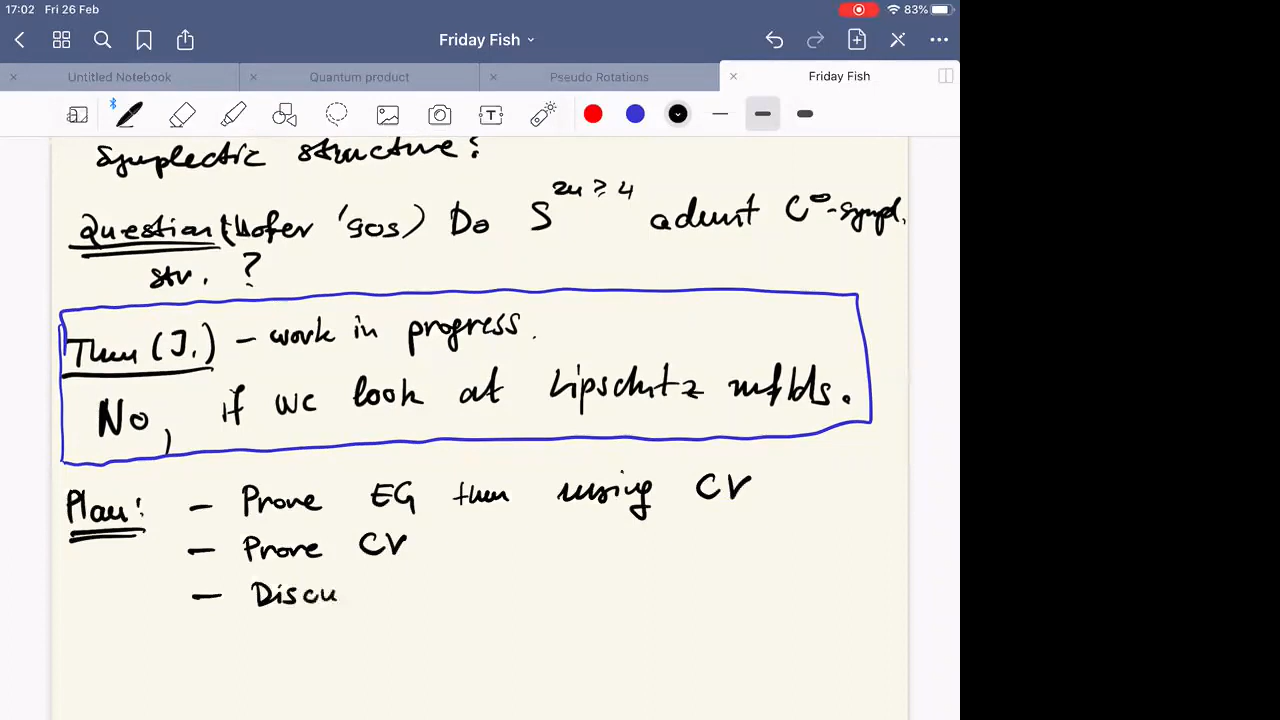 17:02 Fri 26 Feb
83%
Friday Fish
Untitled Notebook
Quantum product
Pseudo Rotations
Friday Fish
T
Symplectic structure?
Question (Hofer '90s) Do S^{2n ≥ 4} admit C⁰-sympl.
str. ?
Thm (J.) - work in progress.
No, if we look at Lipschitz mflds.
Plan: - Prove EG thm using CV
- Prove CV
- Discu